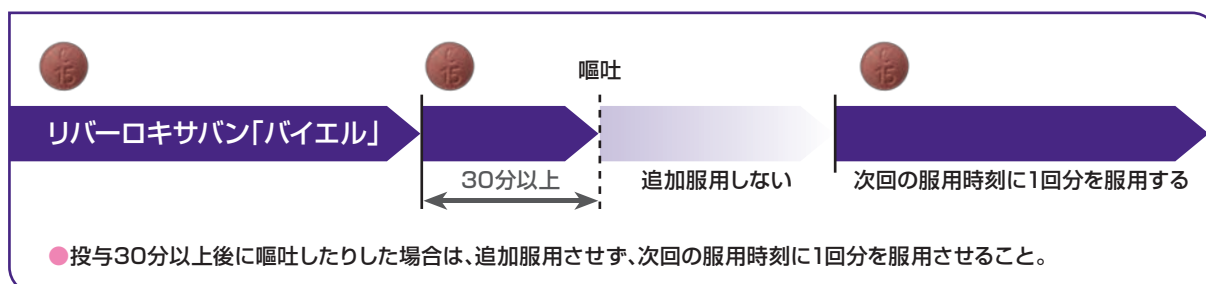 嘔吐
リバーロキサバン「バイエル」
30分以上
追加服用しない
次回の服用時刻に1回分を服用する
●投与30分以上後に嘔吐したりした場合は、追加服用させず、次回の服用時刻に1回分を服用させること。